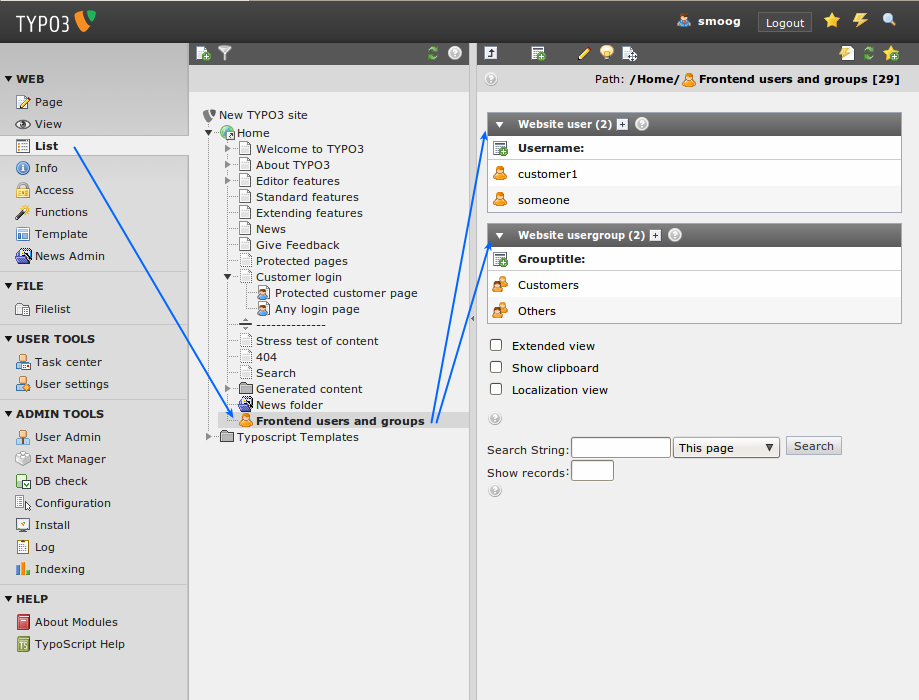 TYPO3
smoog
Logout
WEB
Page
View
List
Info
Access
Functions
Template
News Admin
FILE
Filelist
USER TOOLS
Task center
User settings
ADMIN TOOLS
User Admin
Ext Manager
DB check
Configuration
Install
Log
Indexing
HELP
About Modules
TypoScript Help
New TYPO3 site
Home
Welcome to TYPO3
About TYPO3
Editor features
Standard features
Extending features
News
Give Feedback
Protected pages
Customer login
Protected customer page
Any login page
--------------
Stress test of content
404
Search
Generated content
News folder
Frontend users and groups
Typoscript Templates
Path: /Home/ Frontend users and groups [29]
Website user (2)
Username:
customer1
someone
Website usergroup (2)
Grouptitle:
Customers
Others
Extended view
Show clipboard
Localization view
Search String: This page Search
Show records: